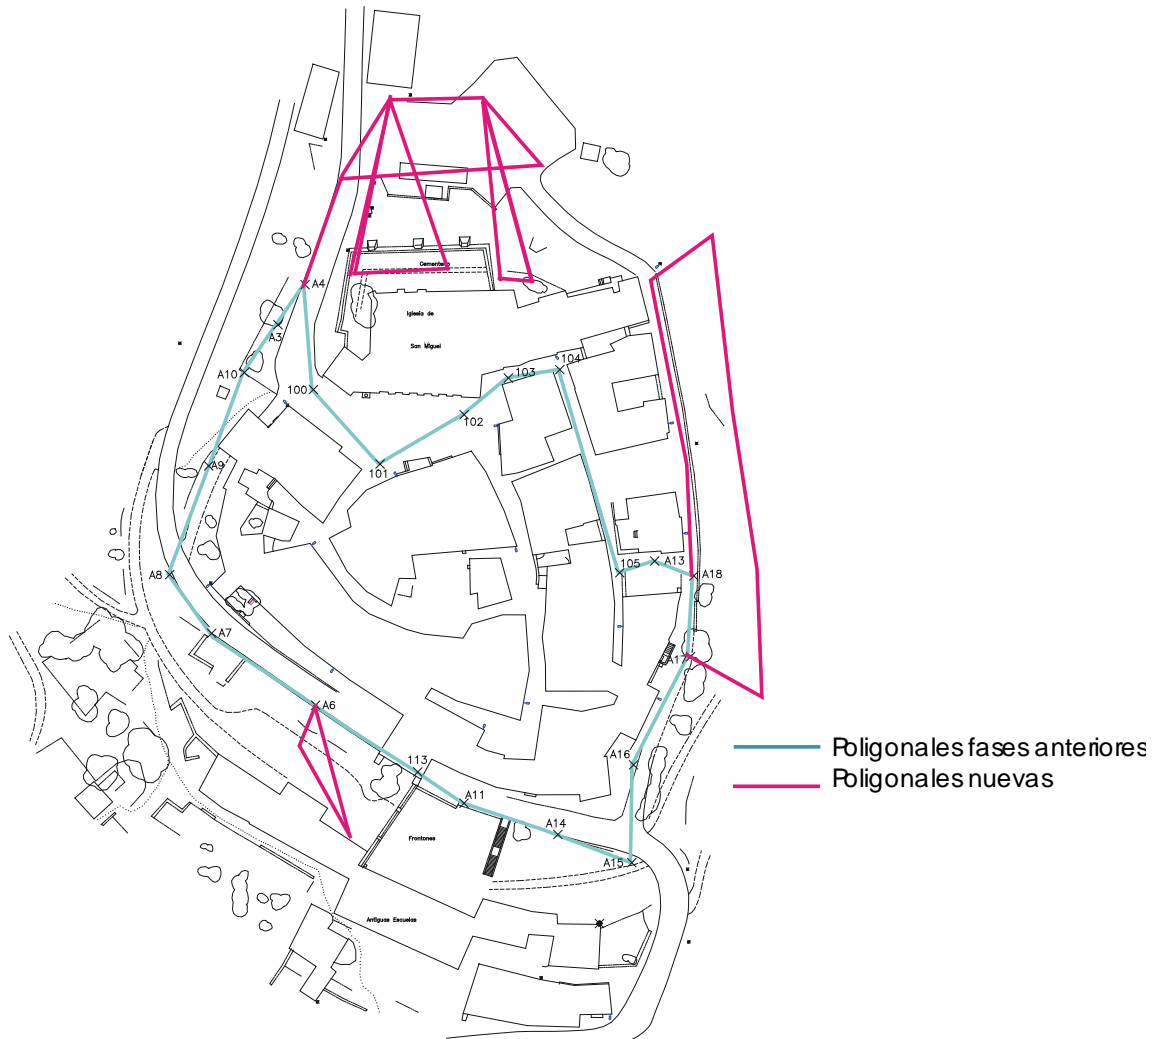 Cementerio
A4
Iglesia de
San Miguel
A3
104
103
A10
100
102
101
A9
105
A13
A18
A8
A7
A17
A6
Poligonales fases anteriores
A16
113
Poligonales nuevas
A11
A14
Frontones
A15
Antiguas Escuelas